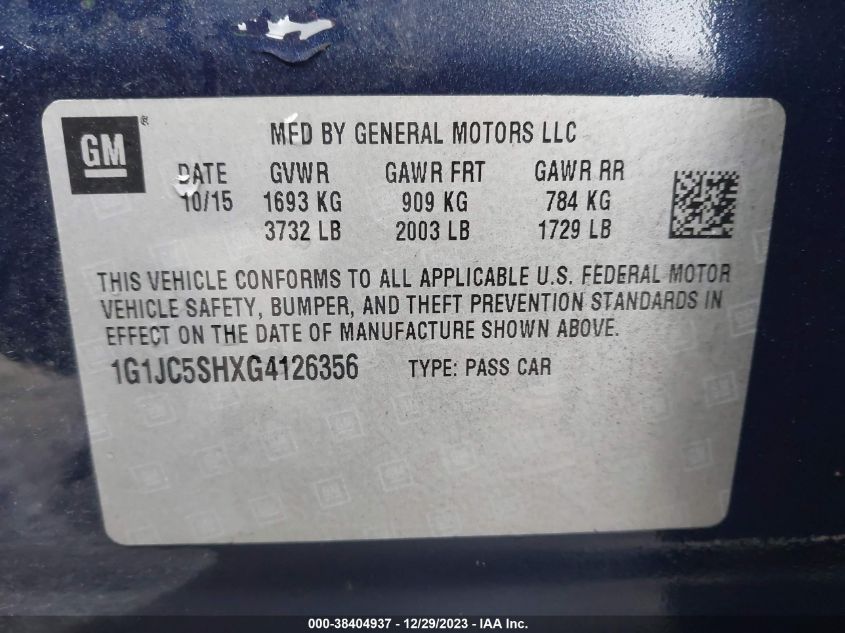 GM®
MFD BY GENERAL MOTORS LLC
DATE GVWR GAWR FRT GAWR RR
10/15 1693 KG 909 KG 784 KG
3732 LB 2003 LB 1729 LB
THIS VEHICLE CONFORMS TO ALL APPLICABLE U.S. FEDERAL MOTOR
VEHICLE SAFETY, BUMPER, AND THEFT PREVENTION STANDARDS IN
EFFECT ON THE DATE OF MANUFACTURE SHOWN ABOVE.
1G1JC5SHXG4126356 TYPE: PASS CAR
000-38404937 - 12/29/2023 - IAA Inc.